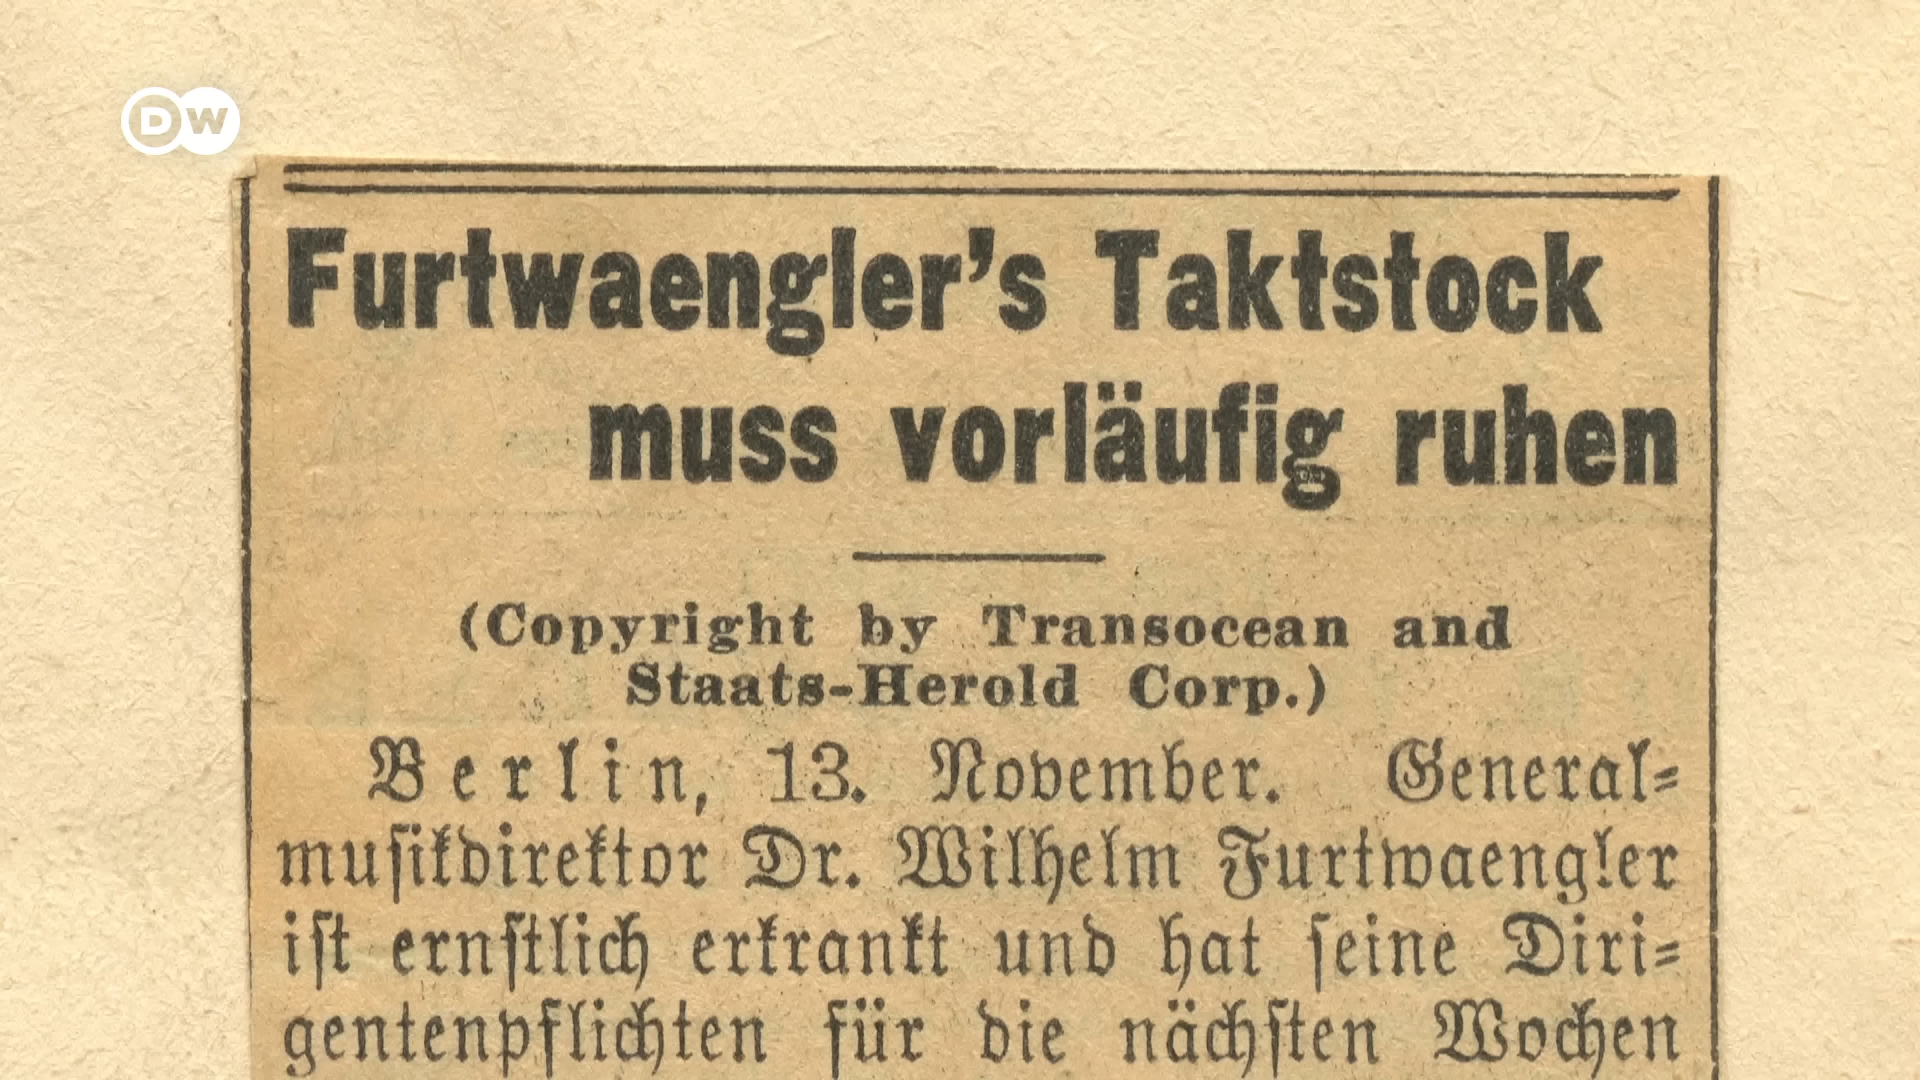 DW
Furtwaengler's Taktstock
muss vorläufig ruhen
(Copyright by Transocean and
Staats-Herold Corp.)
Berlin, 13. November. General-
musikdirektor Dr. Wilhelm Furtwaengler
ist ernstlich erkrankt und hat seine Diri-
gentenpflichten für die nächsten Wochen